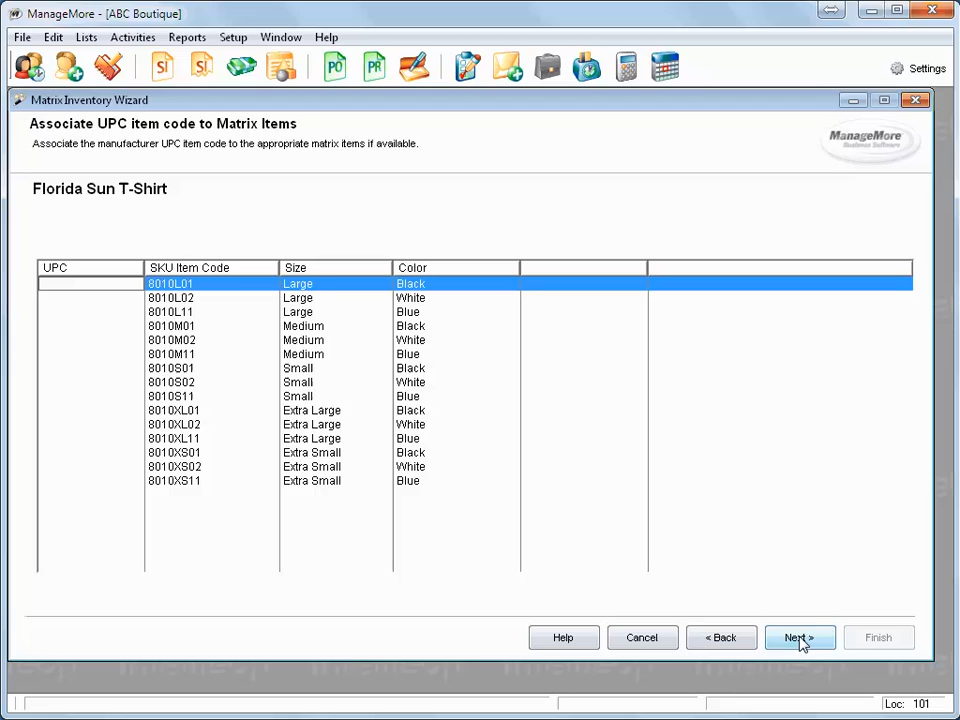 ManageMore - [ABC Boutique]
File Edit Lists Activities Reports Setup Window Help
SI SI PO PR Settings
Matrix Inventory Wizard
Associate UPC item code to Matrix Items
Associate the manufacturer UPC item code to the appropriate matrix items if available.
ManageMore
Business Software
Florida Sun T-Shirt
UPC SKU Item Code Size Color
8010L01 Large Black
8010L02 Large White
8010L11 Large Blue
8010M01 Medium Black
8010M02 Medium White
8010M11 Medium Blue
8010S01 Small Black
8010S02 Small White
8010S11 Small Blue
8010XL01 Extra Large Black
8010XL02 Extra Large White
8010XL11 Extra Large Blue
8010XS01 Extra Small Black
8010XS02 Extra Small White
8010XS11 Extra Small Blue
Help Cancel < Back Next > Finish
Loc: 101